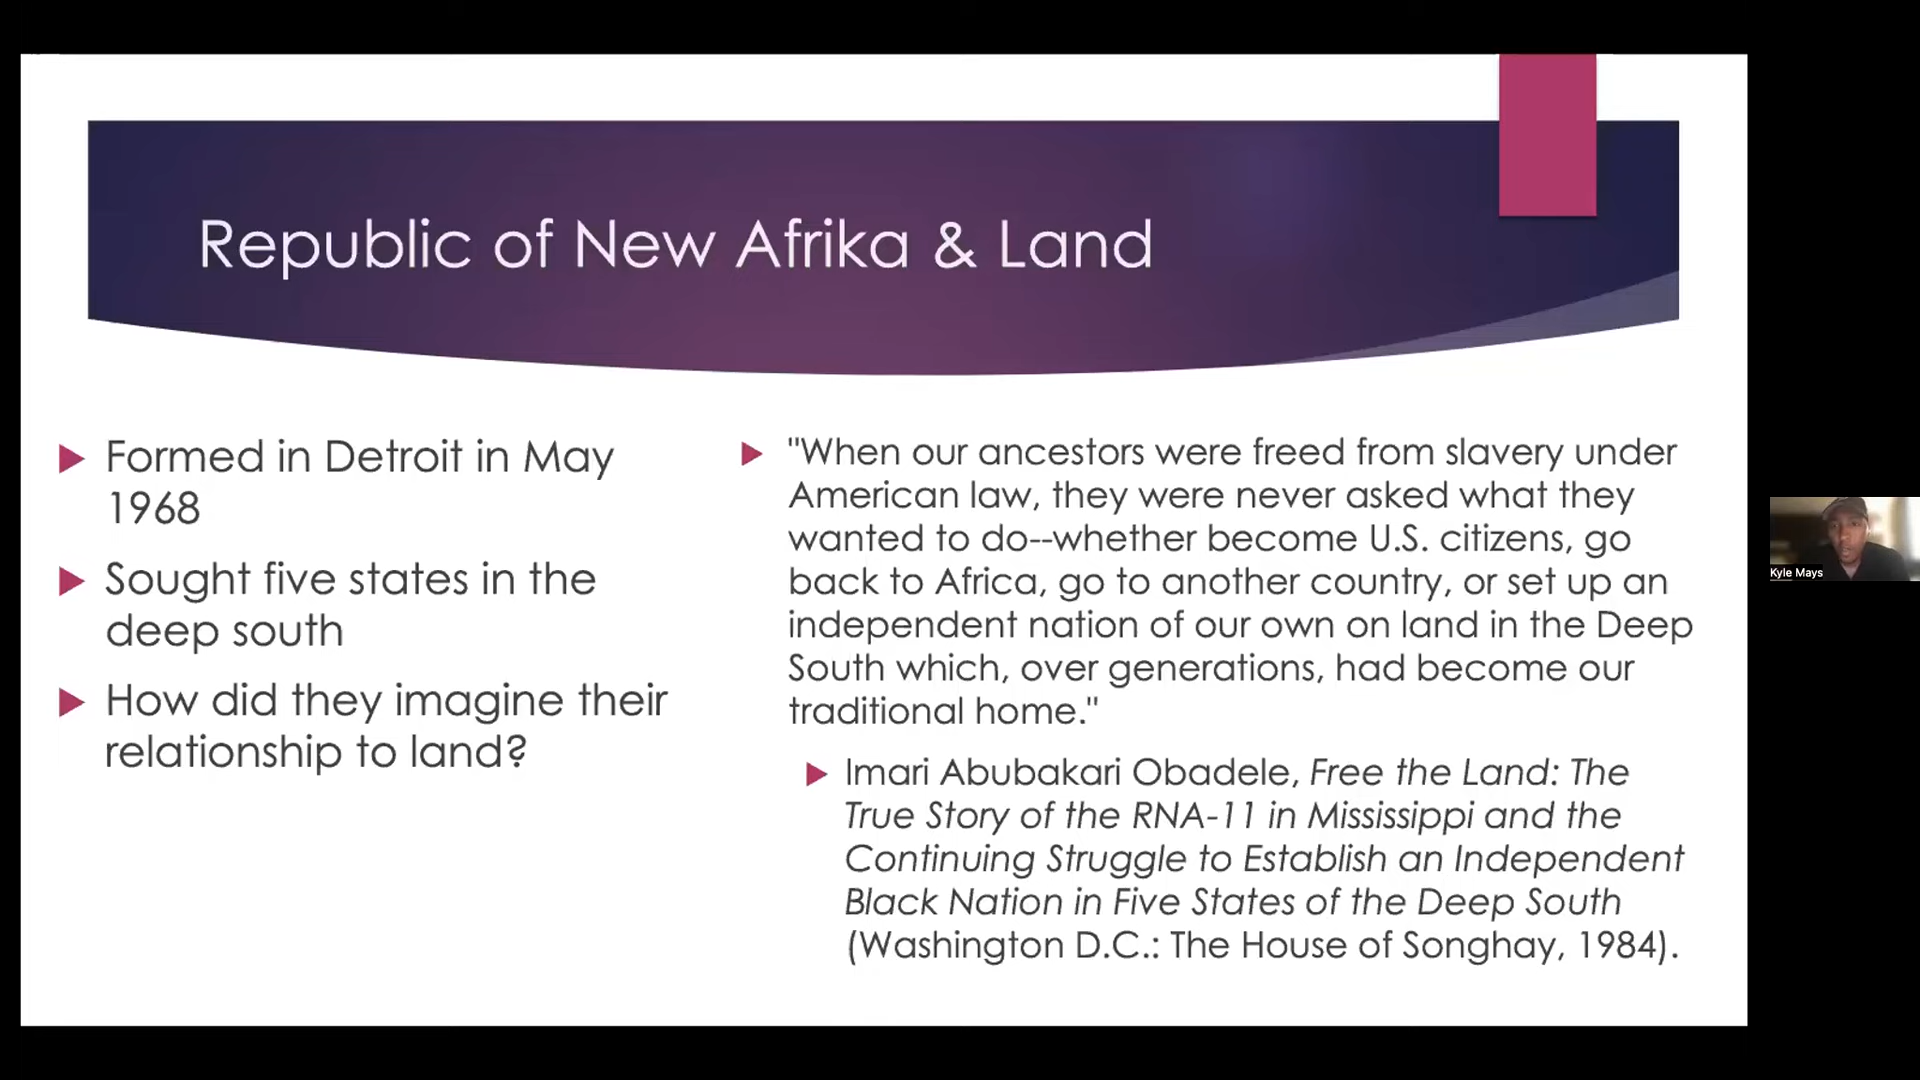 Republic of New Afrika & Land
Formed in Detroit in May
1968
Sought five states in the
deep south
How did they imagine their
relationship to land?
"When our ancestors were freed from slavery under
American law, they were never asked what they
wanted to do--whether become U.S. citizens, go
back to Africa, go to another country, or set up an
independent nation of our own on land in the Deep
South which, over generations, had become our
traditional home."
Imari Abubakari Obadele, Free the Land: The
True Story of the RNA-11 in Mississippi and the
Continuing Struggle to Establish an Independent
Black Nation in Five States of the Deep South
(Washington D.C.: The House of Songhay, 1984).
Kyle Mays